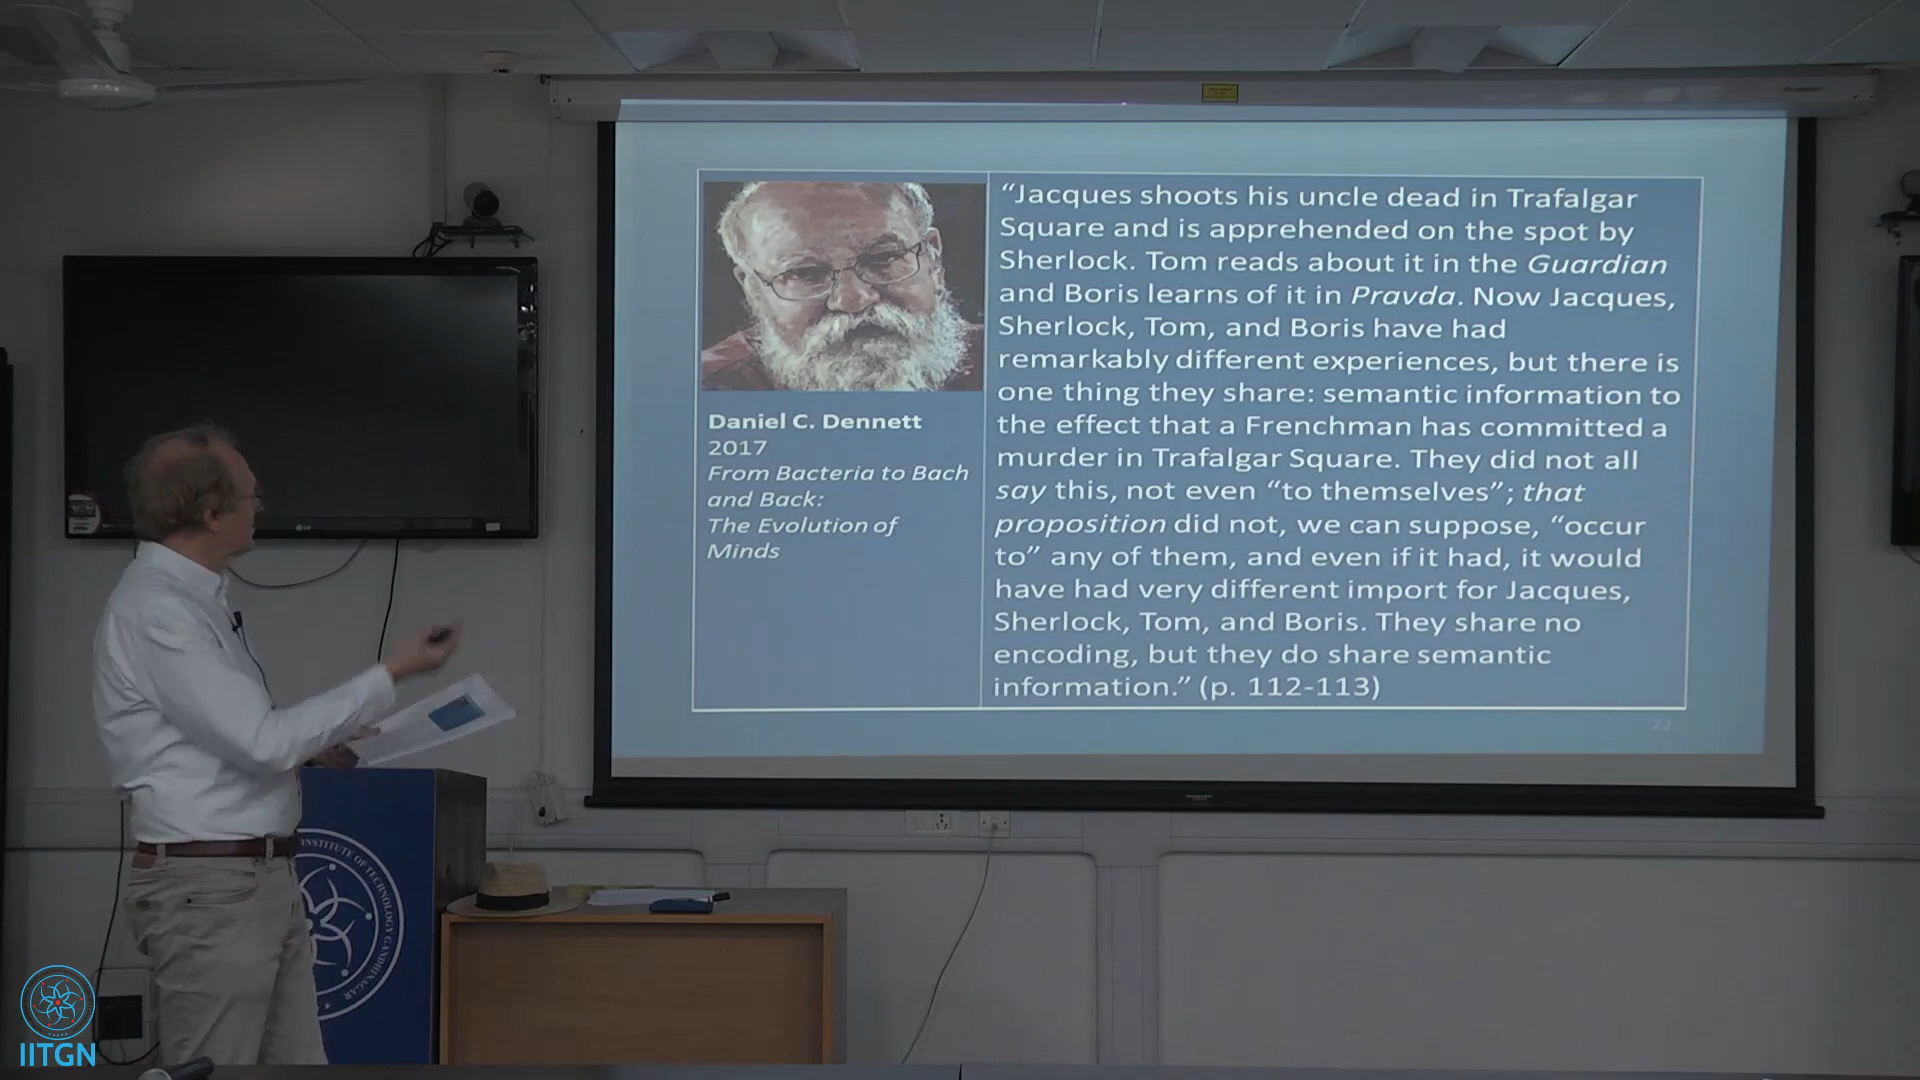 “Jacques shoots his uncle dead in Trafalgar
Square and is apprehended on the spot by
Sherlock. Tom reads about it in the Guardian
and Boris learns of it in Pravda. Now Jacques,
Sherlock, Tom, and Boris have had
remarkably different experiences, but there is
one thing they share: semantic information to
the effect that a Frenchman has committed a
murder in Trafalgar Square. They did not all
say this, not even “to themselves”; that
proposition did not, we can suppose, “occur
to” any of them, and even if it had, it would
have had very different import for Jacques,
Sherlock, Tom, and Boris. They share no
encoding, but they do share semantic
information.” (p. 112-113)
Daniel C. Dennett
2017
From Bacteria to Bach
and Back:
The Evolution of
Minds
22
LG
INSTITUTE OF TECHNOLOGY GANDHINAGAR
IITGN